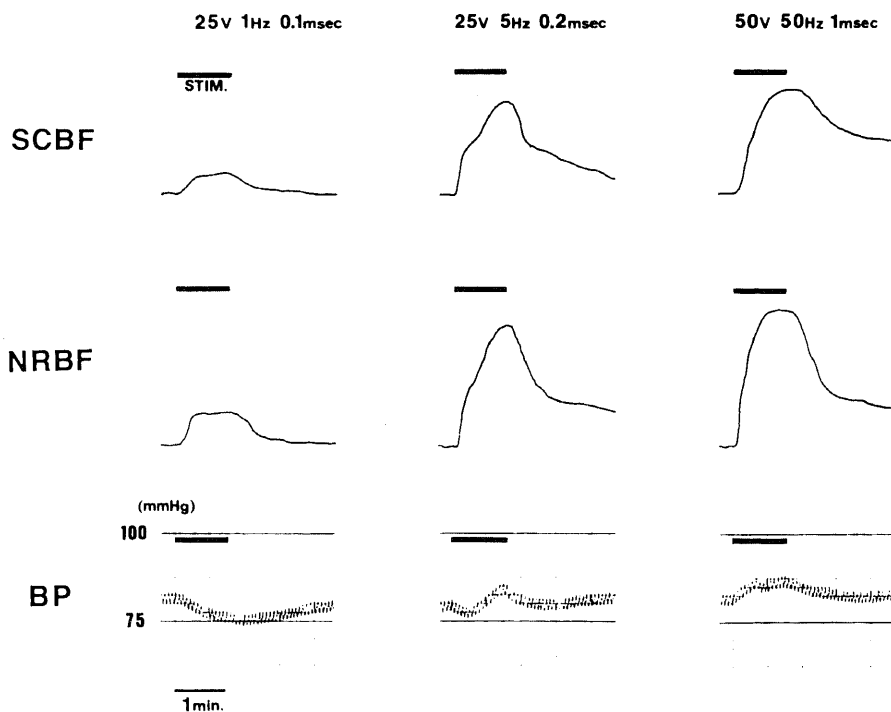 25V 1Hz 0.1msec 25V 5Hz 0.2msec 50V 50Hz 1msec
STIM.
SCBF
NRBF
(mmHg)
100
BP
75
1min.